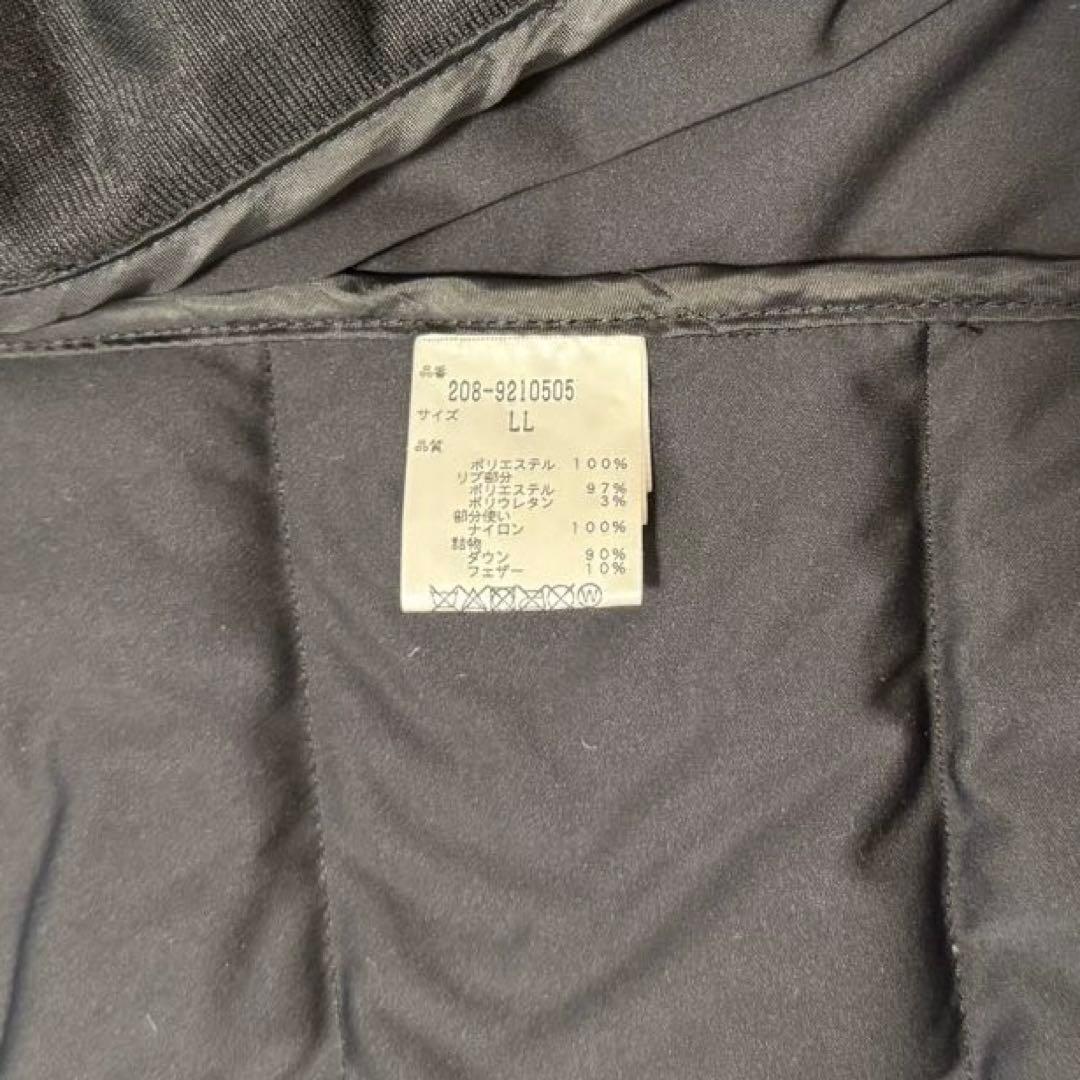 品番
208-9210505
サイズ
LL
品質
ポリエステル 100%
リブ部分
ポリエステル 97%
ポリウレタン 3%
部分使い
ナイロン 100%
詰物
ダウン 90%
フェザー 10%
W